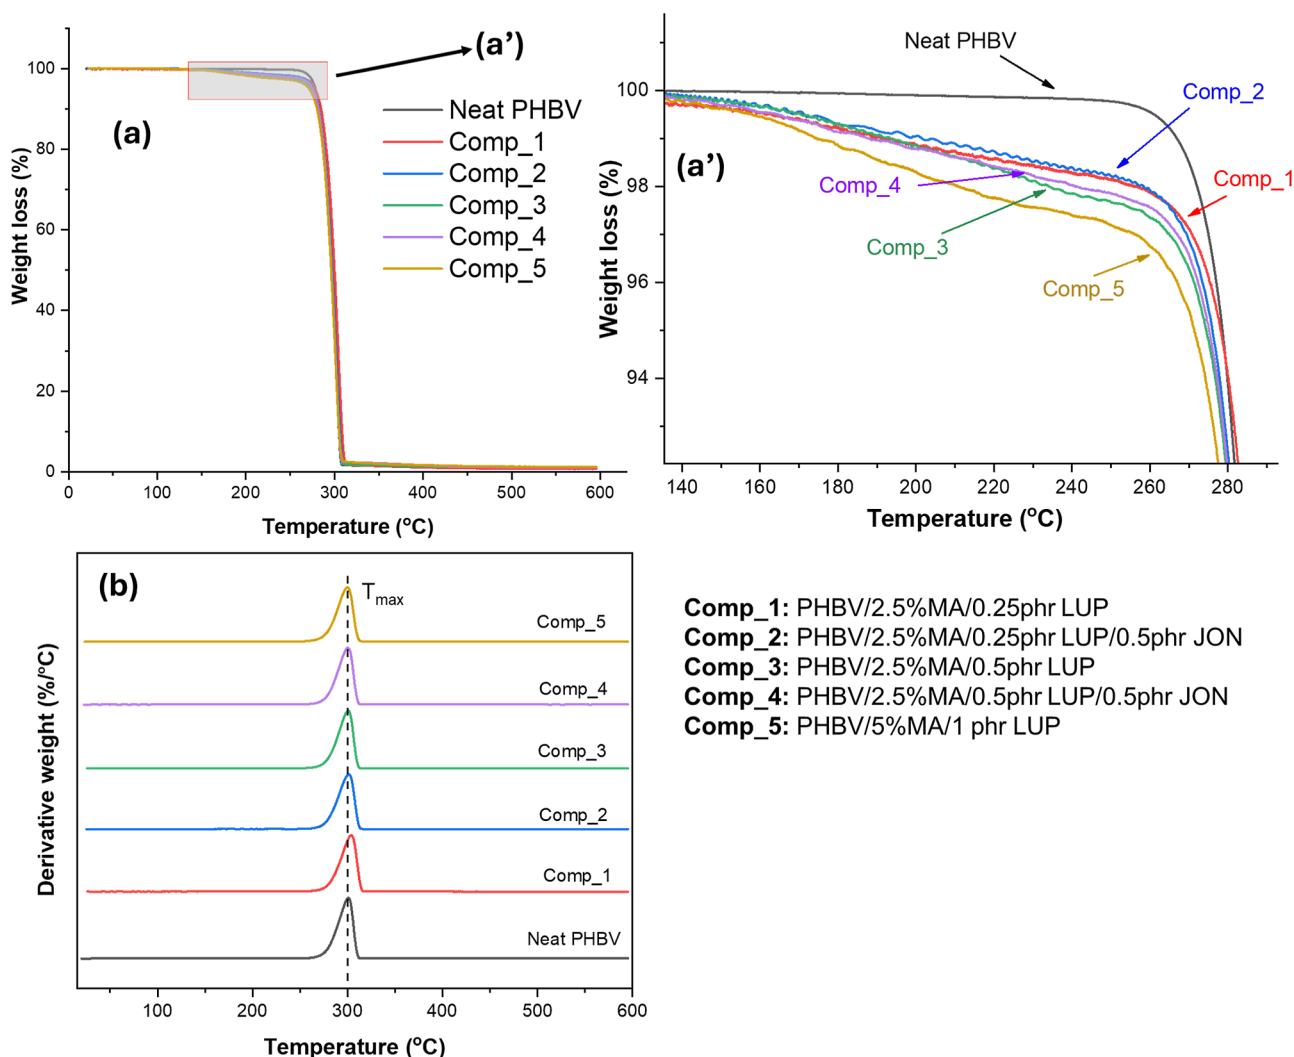 (a)
(a’)
Neat PHBV
Comp_1
Comp_2
Comp_3
Comp_4
Comp_5
Weight loss (%)
100
80
60
40
20
0
0 100 200 300 400 500 600
Temperature (°C)
(a’)
Neat PHBV
Comp_2
Comp_1
Comp_4
Comp_3
Comp_5
Weight loss (%)
100
98
96
94
140 160 180 200 220 240 260 280
Temperature (°C)
(b)
Tmax
Comp_5
Comp_4
Comp_3
Comp_2
Comp_1
Neat PHBV
Derivative weight (%/°C)
100 200 300 400 500 600
Temperature (°C)
Comp_1: PHBV/2.5%MA/0.25phr LUP
Comp_2: PHBV/2.5%MA/0.25phr LUP/0.5phr JON
Comp_3: PHBV/2.5%MA/0.5phr LUP
Comp_4: PHBV/2.5%MA/0.5phr LUP/0.5phr JON
Comp_5: PHBV/5%MA/1 phr LUP